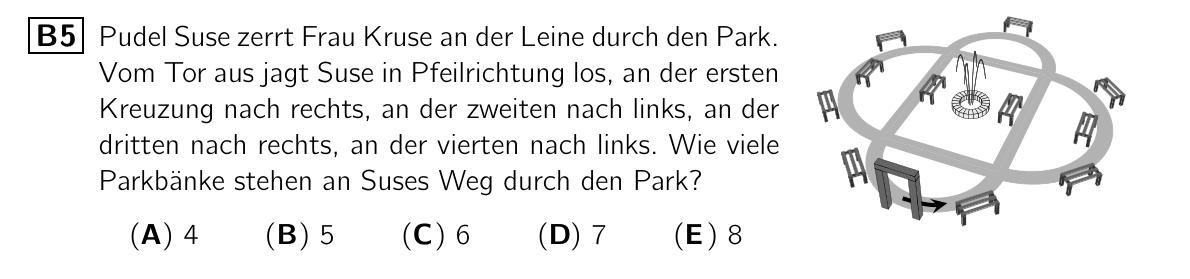 B5 Pudel Suse zerrt Frau Kruse an der Leine durch den Park.
Vom Tor aus jagt Suse in Pfeilrichtung los, an der ersten
Kreuzung nach rechts, an der zweiten nach links, an der
dritten nach rechts, an der vierten nach links. Wie viele
Parkbänke stehen an Suses Weg durch den Park?
(A) 4 (B) 5 (C) 6 (D) 7 (E) 8